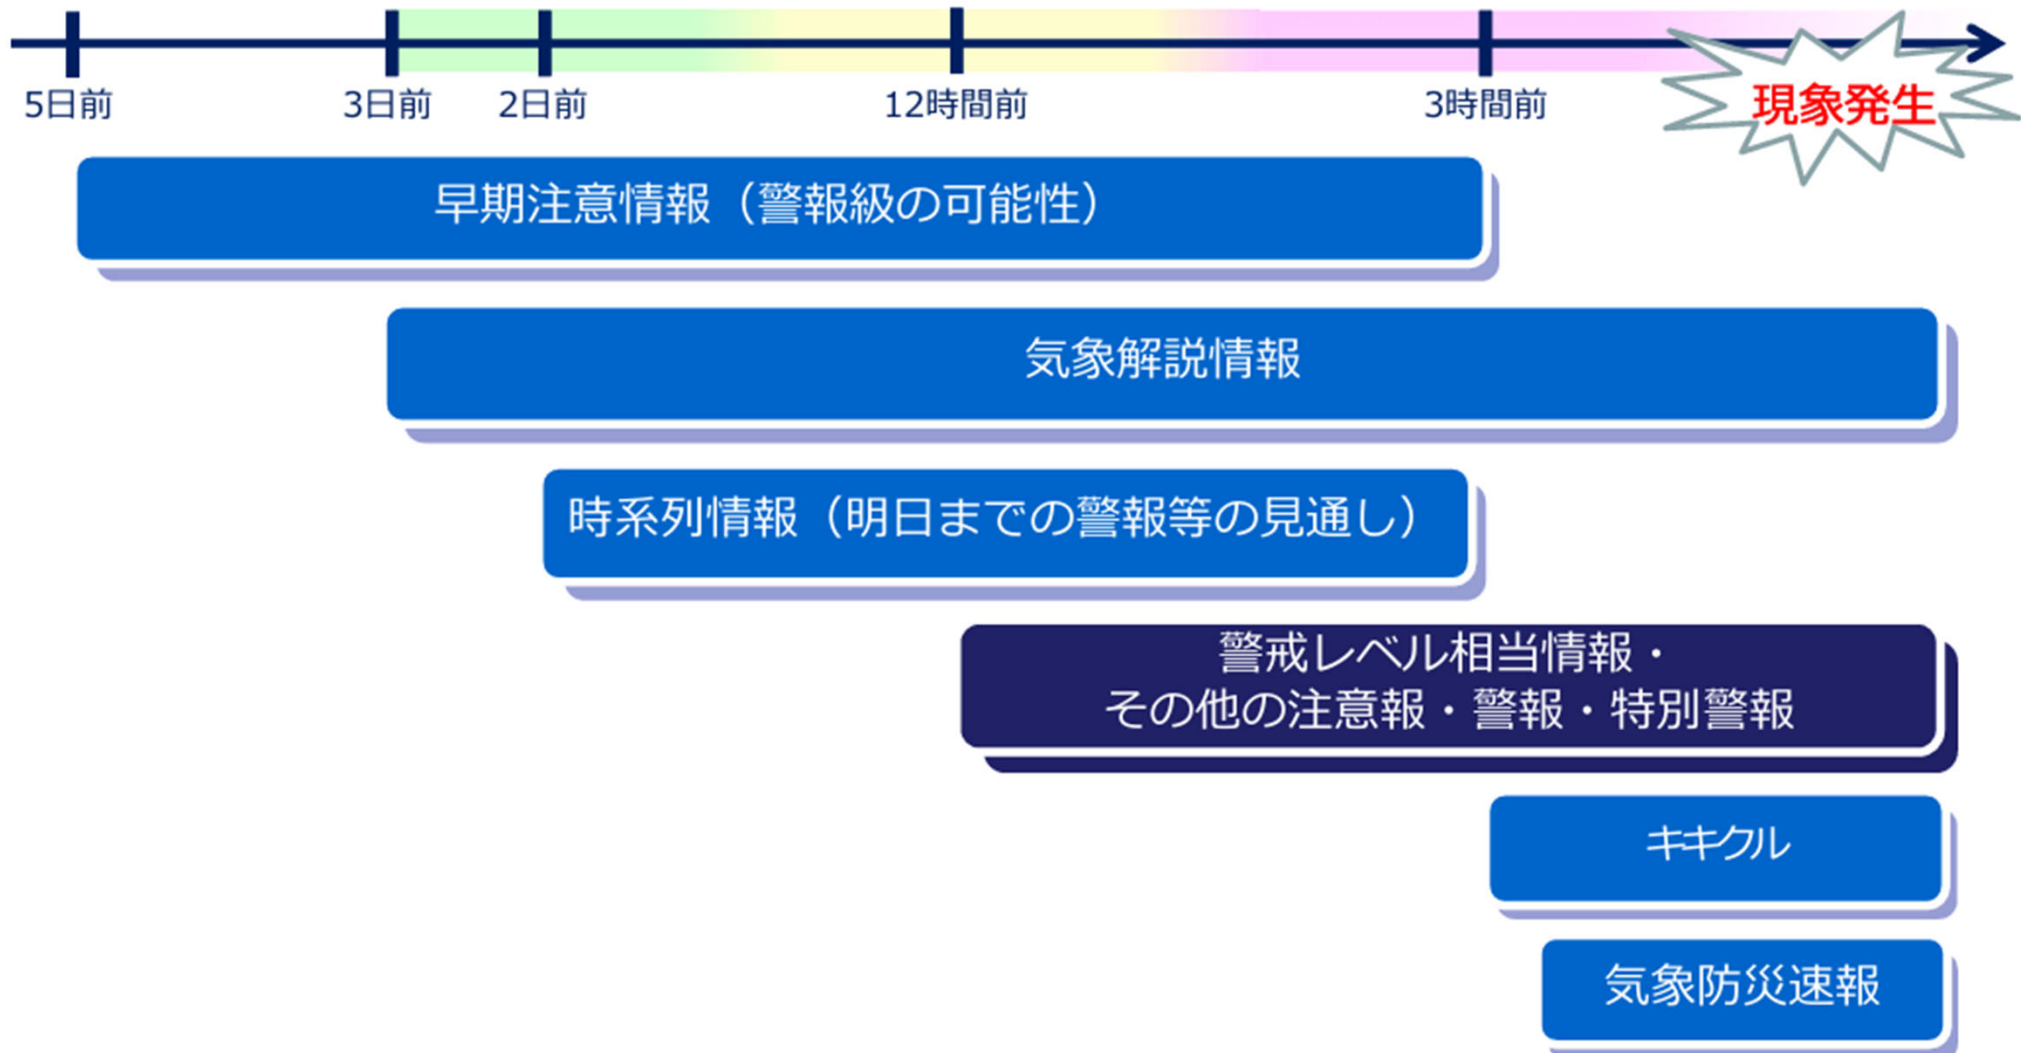 5日前
3日前
2日前
12時間前
3時間前
現象発生
早期注意情報（警報級の可能性）
気象解説情報
時系列情報（明日までの警報等の見通し）
警戒レベル相当情報・
その他の注意報・警報・特別警報
キキクル
気象防災速報